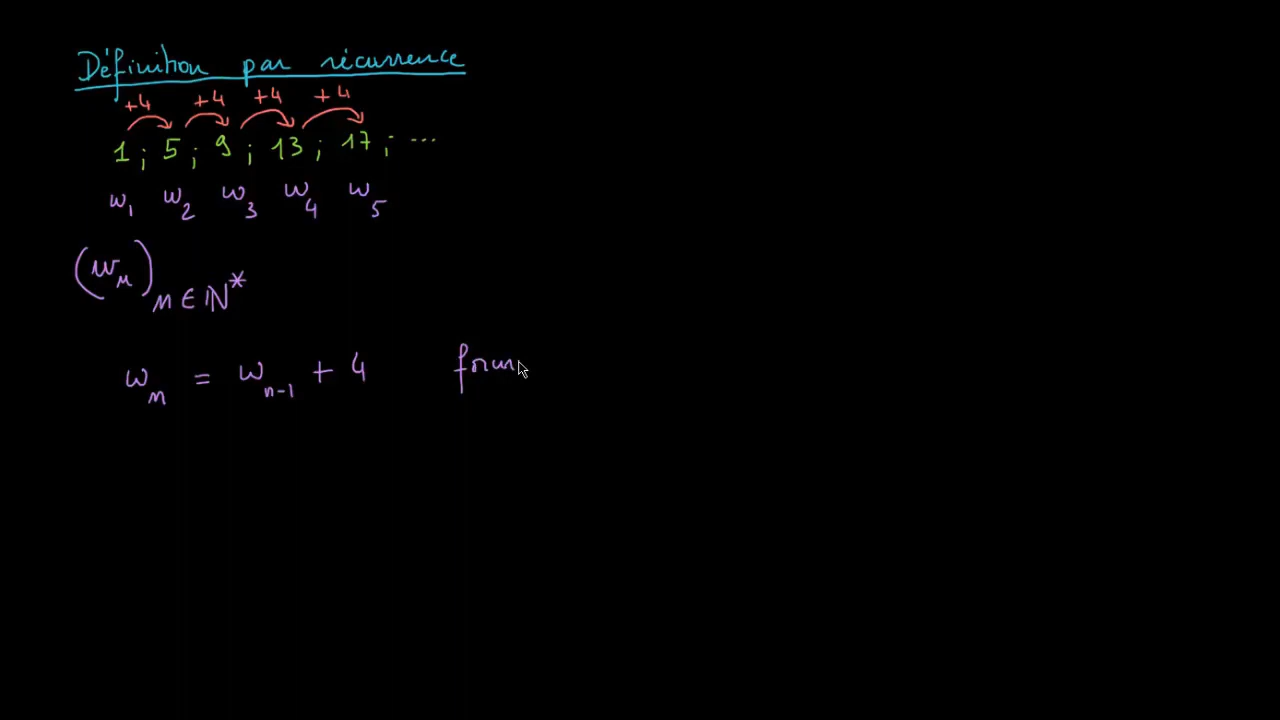 Définition par récurrence
+4 +4 +4 +4
1 ; 5 ; 9 ; 13 ; 17 ; ...
w₁ w₂ w₃ w₄ w₅
(wₙ)ₙ∈ℕ*
wₙ = wₙ₋₁ + 4 form